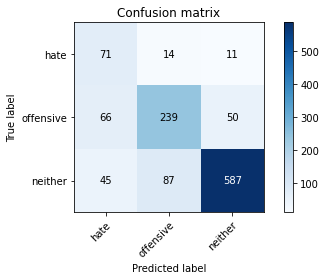 Confusion matrix
True label
hate 71 14 11
offensive 66 239 50
neither 45 87 587
hate offensive neither
Predicted label
500
400
300
200
100